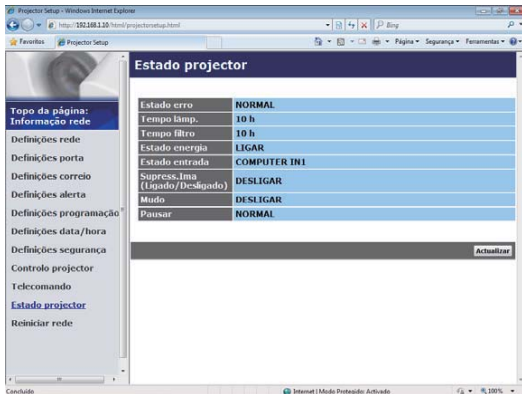 Projector Setup - Windows Internet Explorer
http://192.168.1.10/html/projectorsetup.html
Bing
Favoritos
Projector Setup
Página
Segurança
Ferramentas
Estado projector
Topo da página:
Informação rede
Definições rede
Definições porta
Definições correio
Definições alerta
Definições programação
Definições data/hora
Definições segurança
Controlo projector
Telecomando
Estado projector
Reiniciar rede
Estado erro NORMAL
Tempo lâmp. 10 h
Tempo filtro 10 h
Estado energia LIGAR
Estado entrada COMPUTER IN1
Supress.Ima
(Ligado/Desligado) DESLIGAR
Mudo DESLIGAR
Pausar NORMAL
Actualizar
Concluído
Internet | Modo Protegido: Activado
100%